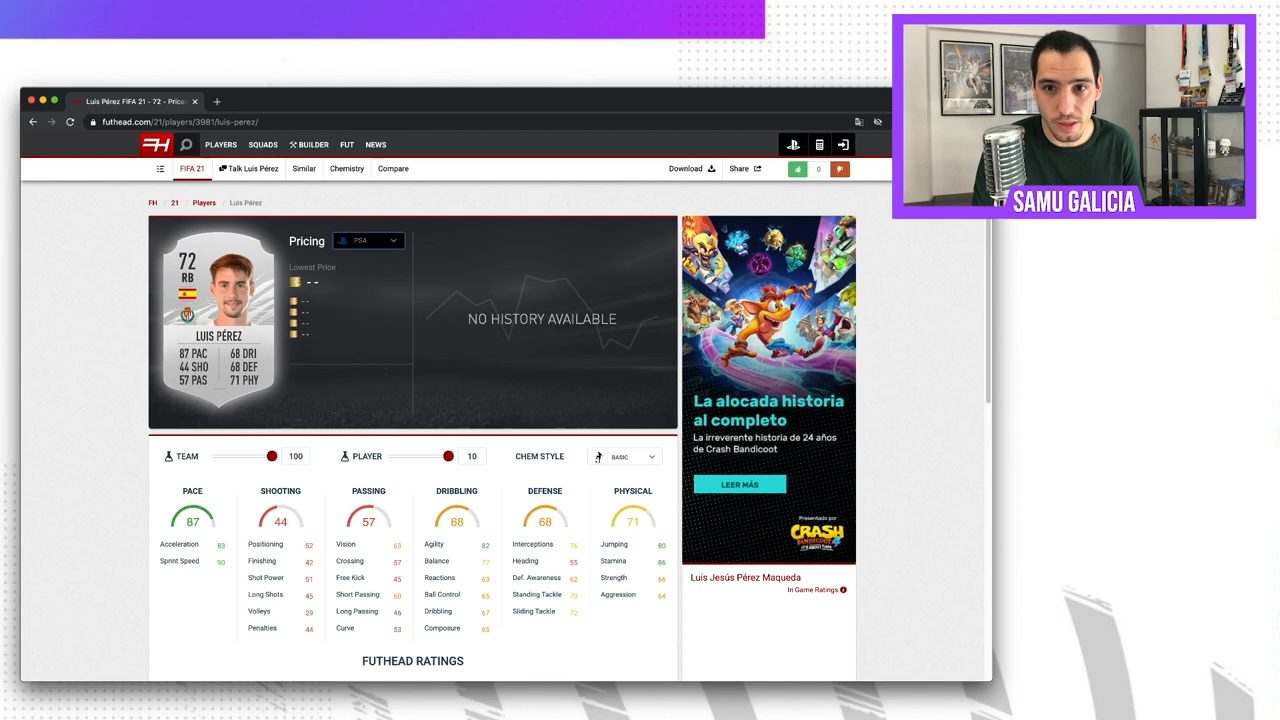 SAMU GALICIA
Luis Pérez FIFA 21 - 72 - Price
futhead.com/21/players/3981/luis-perez/
FH
PLAYERS SQUADS BUILDER FUT NEWS
FIFA 21 Talk Luis Pérez Similar Chemistry Compare Download Share 0
FH 21 Players Luis Pérez
72
RB
LUIS PÉREZ
87 PAC 68 DRI
44 SHO 68 DEF
57 PAS 71 PHY
Pricing PS4
Lowest Price
--
--
--
--
--
NO HISTORY AVAILABLE
La alocada historia
al completo
La irreverente historia de 24 años
de Crash Bandicoot
LEER MÁS
Presentado por
CRASH
BANDICOOT 4
IT'S ABOUT TIME
Luis Jesús Pérez Maqueda
In Game Ratings
TEAM 100 PLAYER 10 CHEM STYLE BASIC
PACE SHOOTING PASSING DRIBBLING DEFENSE PHYSICAL
87 44 57 68 68 71
Acceleration 83 Positioning 52 Vision 63 Agility 82 Interceptions 76 Jumping 80
Sprint Speed 90 Finishing 42 Crossing 57 Balance 77 Heading 55 Stamina 86
Shot Power 51 Free Kick 45 Reactions 63 Def. Awareness 62 Strength 66
Long Shots 45 Short Passing 60 Ball Control 65 Standing Tackle 70 Aggression 64
Volleys 29 Long Passing 46 Dribbling 67 Sliding Tackle 72
Penalties 44 Curve 53 Composure 65
FUTHEAD RATINGS